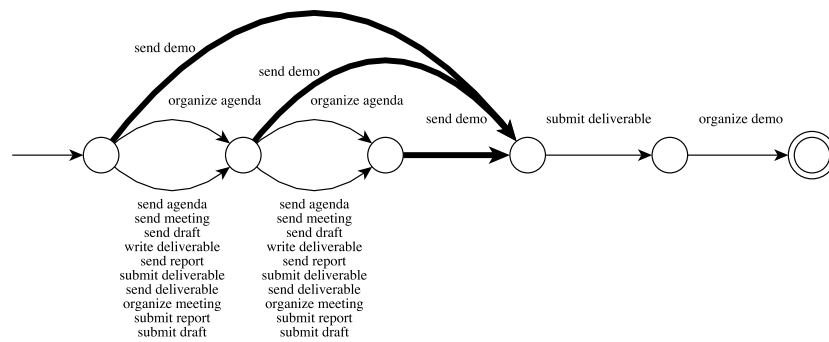 send demo
send demo
organize agenda
organize agenda
send demo
submit deliverable
organize demo
send agenda
send meeting
send draft
write deliverable
send report
submit deliverable
send deliverable
organize meeting
submit report
submit draft
send agenda
send meeting
send draft
write deliverable
send report
submit deliverable
send deliverable
organize meeting
submit report
submit draft